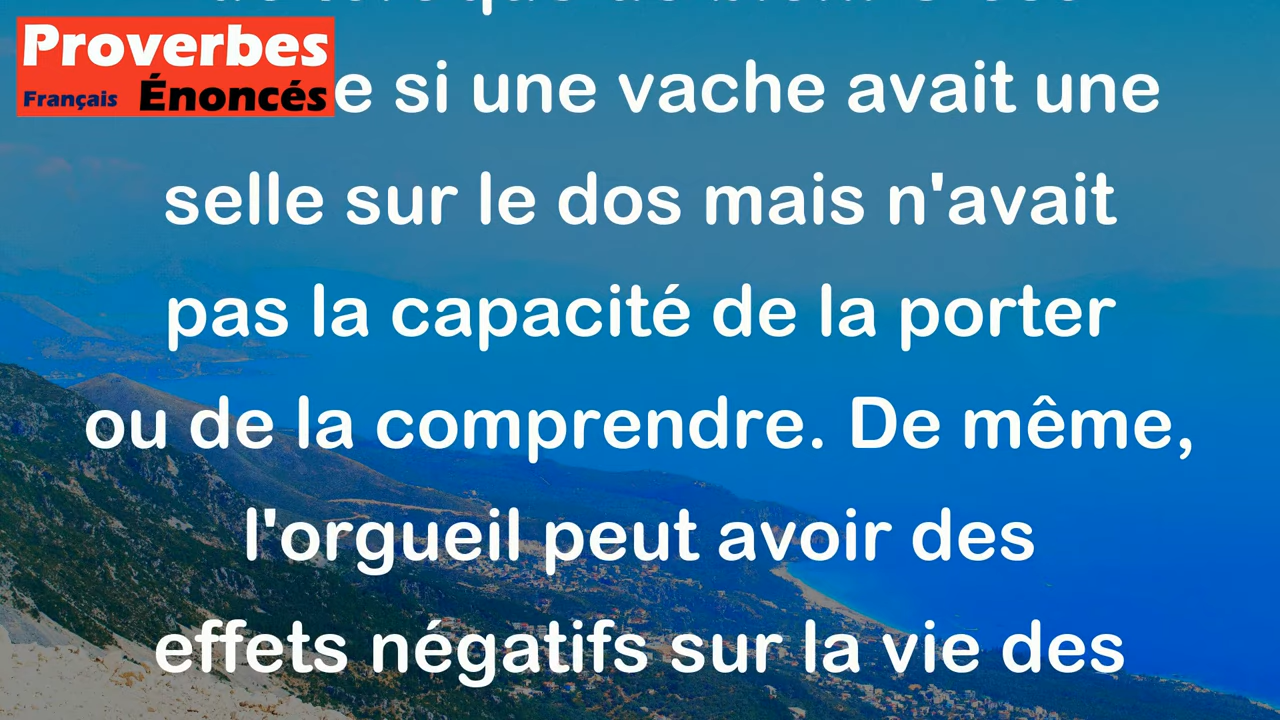 Proverbes
Français Énoncés
e si une vache avait une
selle sur le dos mais n'avait
pas la capacité de la porter
ou de la comprendre. De même,
l'orgueil peut avoir des
effets négatifs sur la vie des